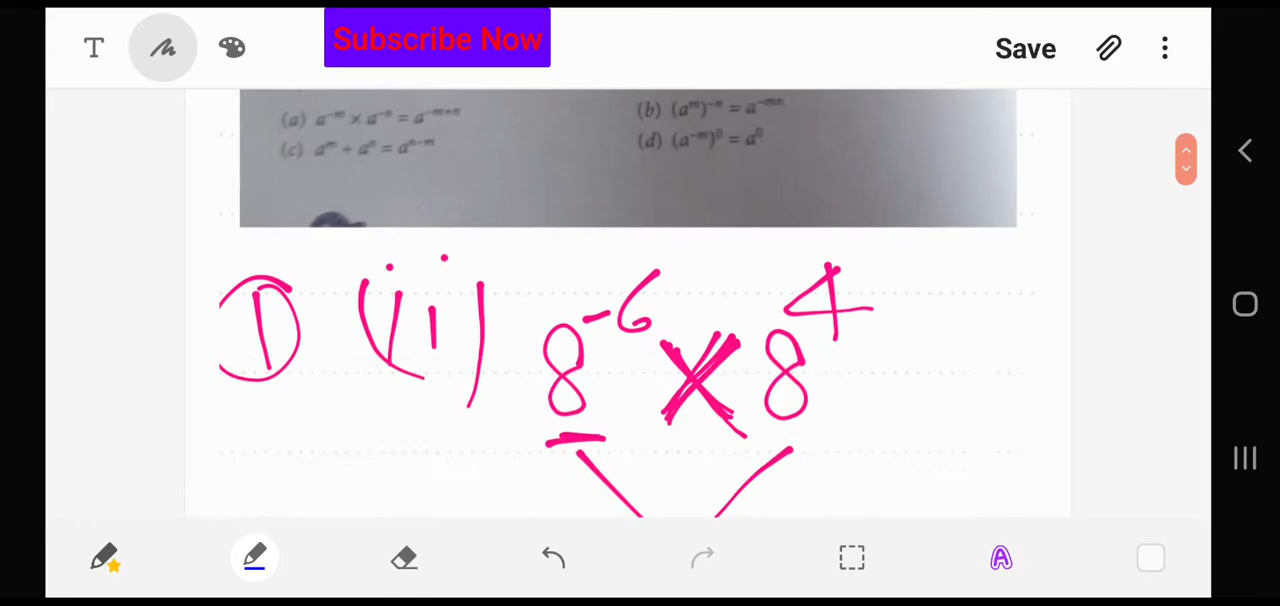 T Subscribe Now Save
(a) a⁻ᵐ × a⁻ⁿ = a⁻ᵐ⁺ⁿ (b) (aᵐ)⁻ⁿ = a⁻ᵐⁿ
(c) aᵐ ÷ aⁿ = aⁿ⁻ᵐ (d) (a⁻ᵐ)⁰ = a⁰
① (ii) 8⁻⁶ × 8⁴
A